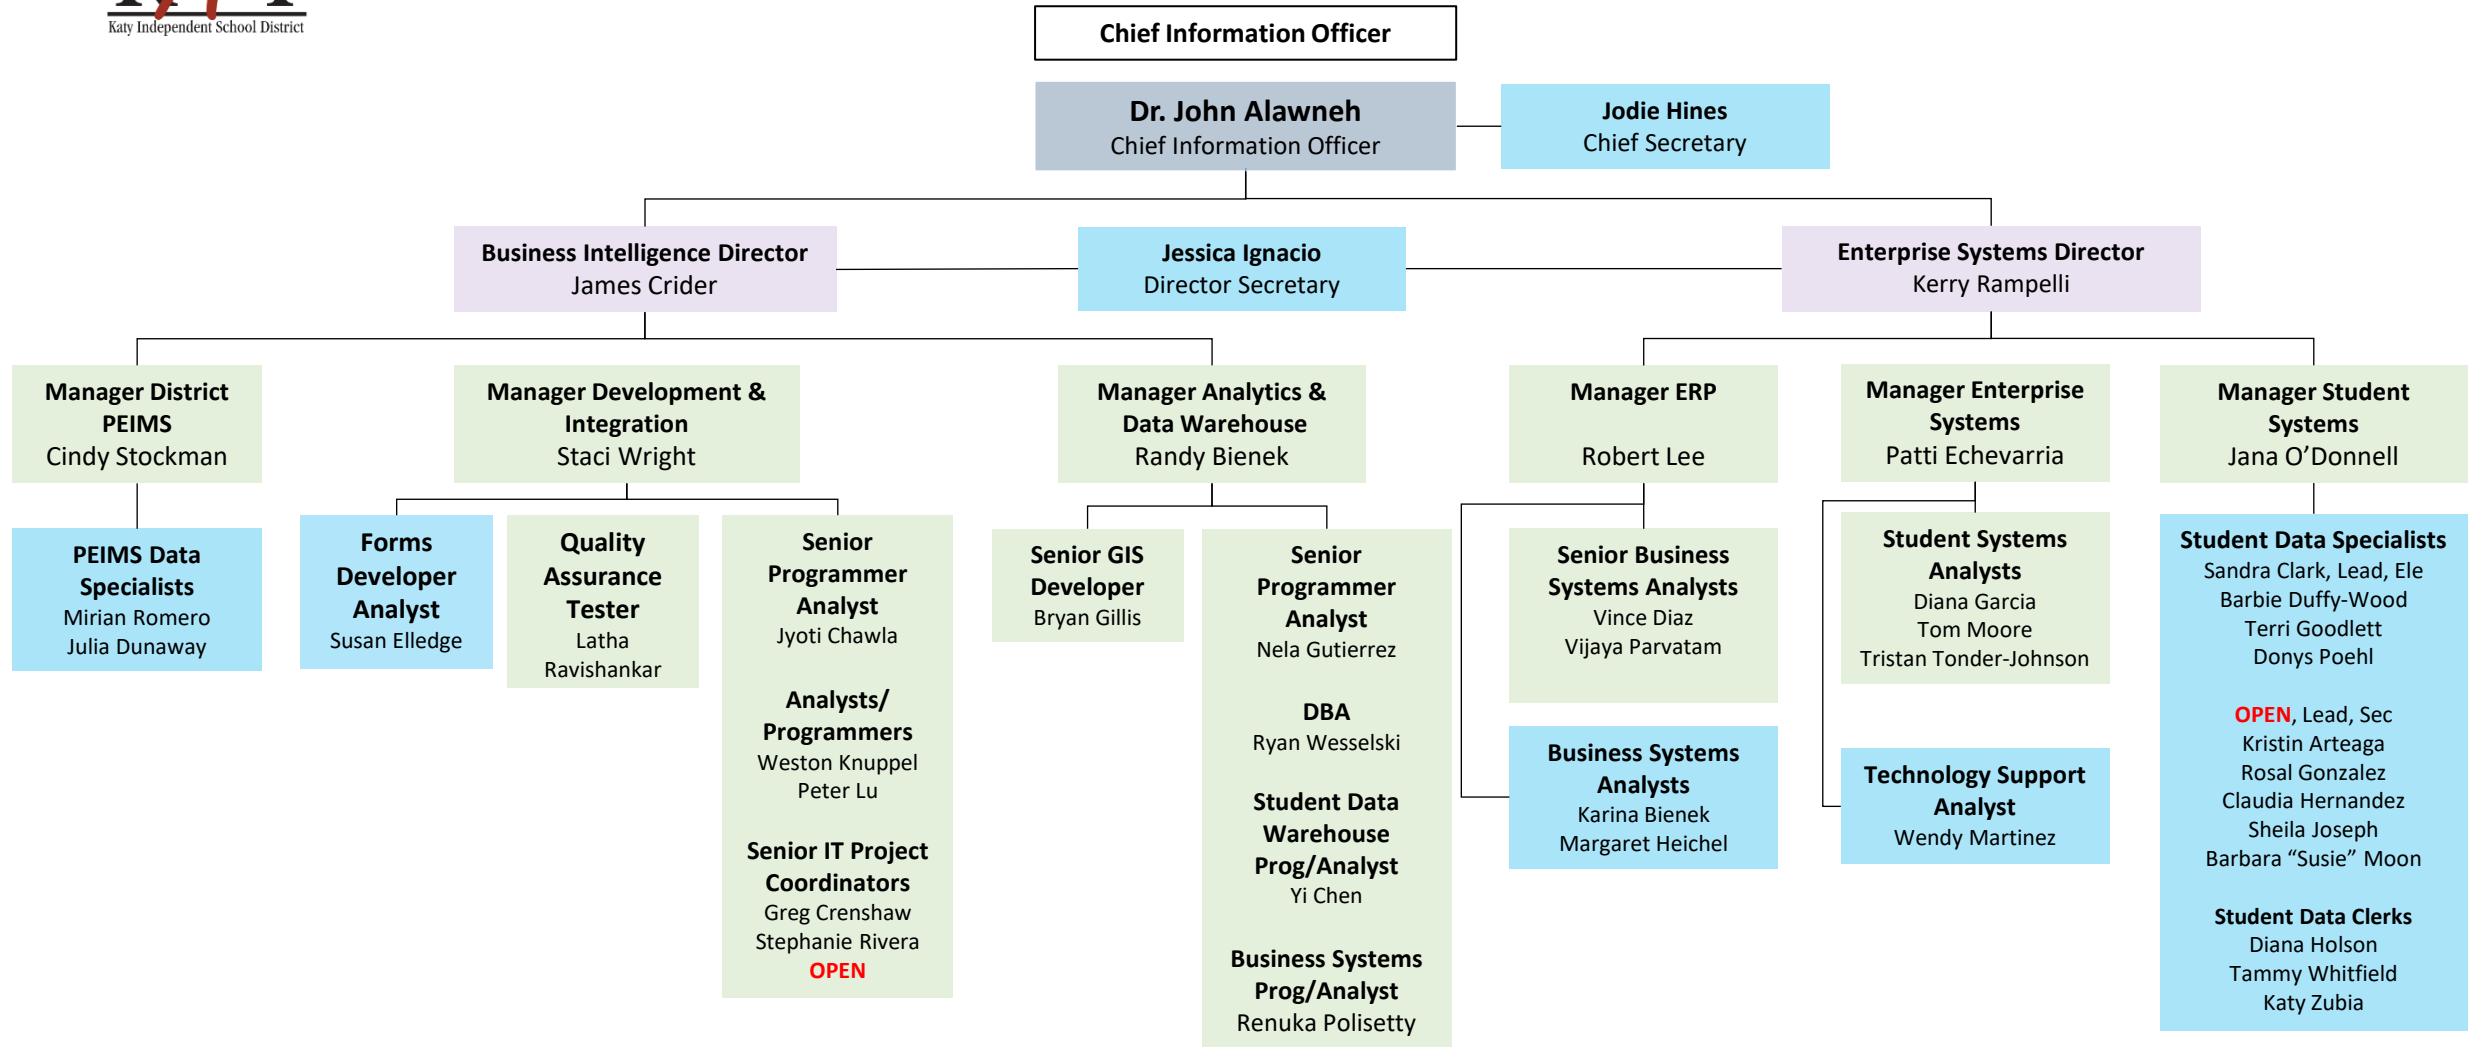 Katy Independent School District
Chief Information Officer
Dr. John Alawneh
Chief Information Officer
Jodie Hines
Chief Secretary
Business Intelligence Director
James Crider
Jessica Ignacio
Director Secretary
Enterprise Systems Director
Kerry Rampelli
Manager District
PEIMS
Cindy Stockman
Manager Development &
Integration
Staci Wright
Manager Analytics &
Data Warehouse
Randy Bienek
Manager ERP
Robert Lee
Manager Enterprise
Systems
Patti Echevarria
Manager Student
Systems
Jana O’Donnell
PEIMS Data
Specialists
Mirian Romero
Julia Dunaway
Forms
Developer
Analyst
Susan Elledge
Quality
Assurance
Tester
Latha
Ravishankar
Senior
Programmer
Analyst
Jyoti Chawla
Analysts/
Programmers
Weston Knuppel
Peter Lu
Senior IT Project
Coordinators
Greg Crenshaw
Stephanie Rivera
OPEN
Senior GIS
Developer
Bryan Gillis
Senior
Programmer
Analyst
Nela Gutierrez
DBA
Ryan Wesselski
Student Data
Warehouse
Prog/Analyst
Yi Chen
Business Systems
Prog/Analyst
Renuka Polisetty
Senior Business
Systems Analysts
Vince Diaz
Vijaya Parvatam
Business Systems
Analysts
Karina Bienek
Margaret Heichel
Student Systems
Analysts
Diana Garcia
Tom Moore
Tristan Tonder-Johnson
Technology Support
Analyst
Wendy Martinez
Student Data Specialists
Sandra Clark, Lead, Ele
Barbie Duffy-Wood
Terri Goodlett
Donys Poehl
OPEN, Lead, Sec
Kristin Arteaga
Rosal Gonzalez
Claudia Hernandez
Sheila Joseph
Barbara “Susie” Moon
Student Data Clerks
Diana Holson
Tammy Whitfield
Katy Zubia